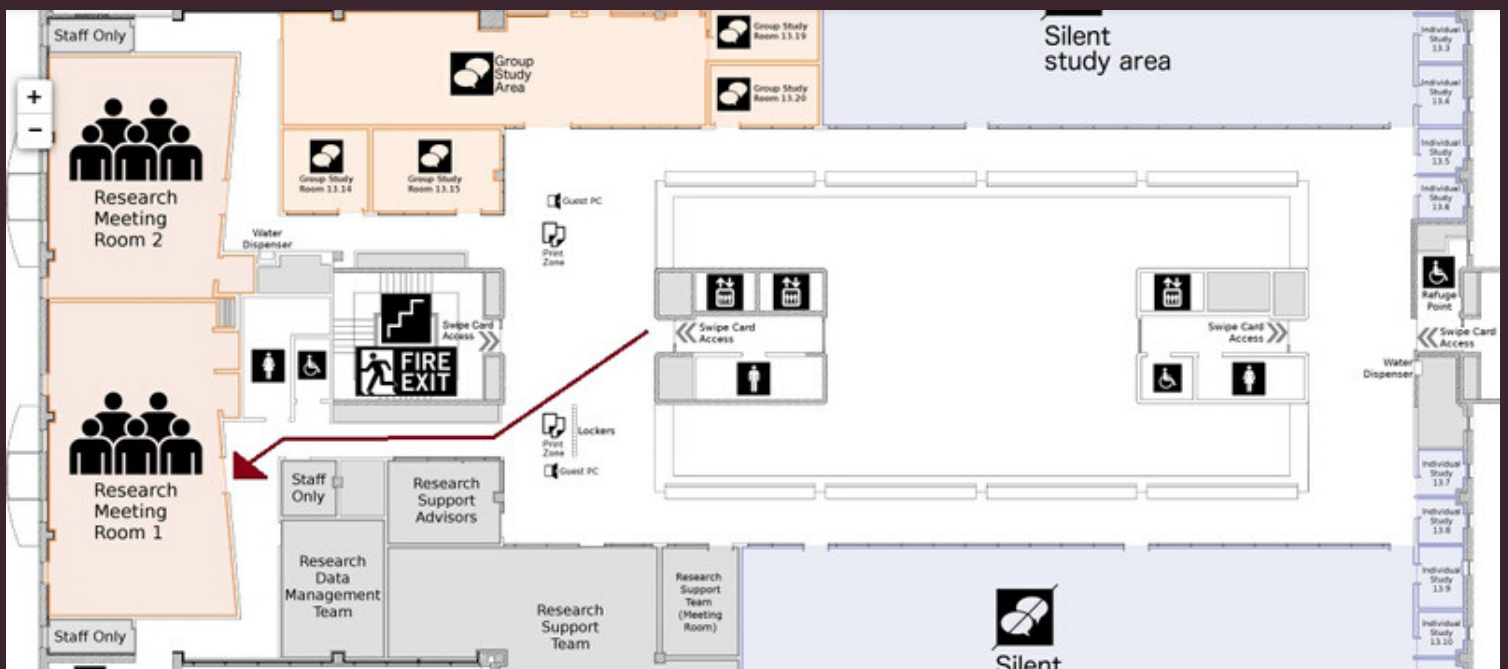 Staff Only
+
−
Group
Study
Area
Group Study
Room 13.19
Group Study
Room 13.20
Silent
study area
Individual
Study
13.3
Individual
Study
13.4
Individual
Study
13.5
Individual
Study
13.6
Research
Meeting
Room 2
Group Study
Room 13.14
Group Study
Room 13.15
Guest PC
Print
Zone
Water
Dispenser
Swipe Card
Access
FIRE
EXIT
Swipe Card
Access
Swipe Card
Access
Refuge
Point
Swipe Card
Access
Water
Dispenser
Print
Zone
Lockers
Guest PC
Research
Meeting
Room 1
Staff
Only
Research
Support
Advisors
Research
Data
Management
Team
Research
Support
Team
Research
Support
Team
(Meeting
Room)
Individual
Study
13.7
Individual
Study
13.8
Individual
Study
13.9
Individual
Study
13.10
Staff Only
Silent